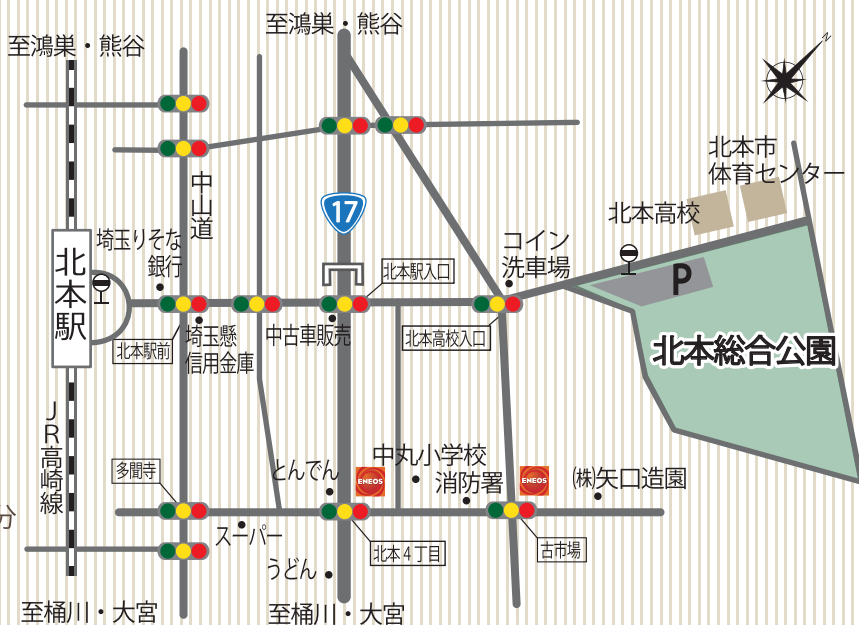 至鴻巣・熊谷
至鴻巣・熊谷
N
北本市
体育センター
中山道
17
北本高校
埼玉りそな
銀行
コイン
洗車場
北本駅
北本駅入口
P
北本駅前
埼玉縣
信用金庫
中古車販売
北本高校入口
北本総合公園
JR高崎線
多聞寺
とんでん
ENEOS
中丸小学校
消防署
ENEOS
(株)矢口造園
分
スーパー
北本4丁目
古市場
うどん
至桶川・大宮
至桶川・大宮